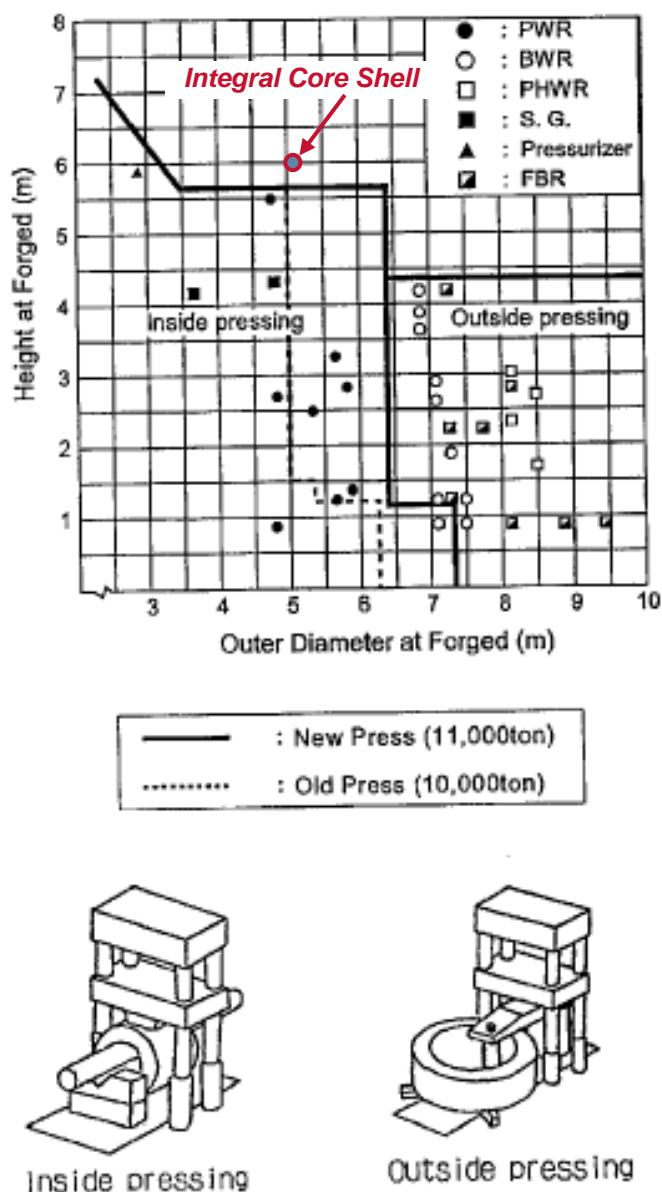 8
7
6
5
4
3
2
1
Height at Forged (m)
Integral Core Shell
● : PWR
○ : BWR
□ : PHWR
■ : S. G.
▲ : Pressurizer
◪ : FBR
Inside pressing
Outside pressing
3 4 5 6 7 8 9 10
Outer Diameter at Forged (m)
: New Press (11,000ton)
: Old Press (10,000ton)
Inside pressing
Outside pressing